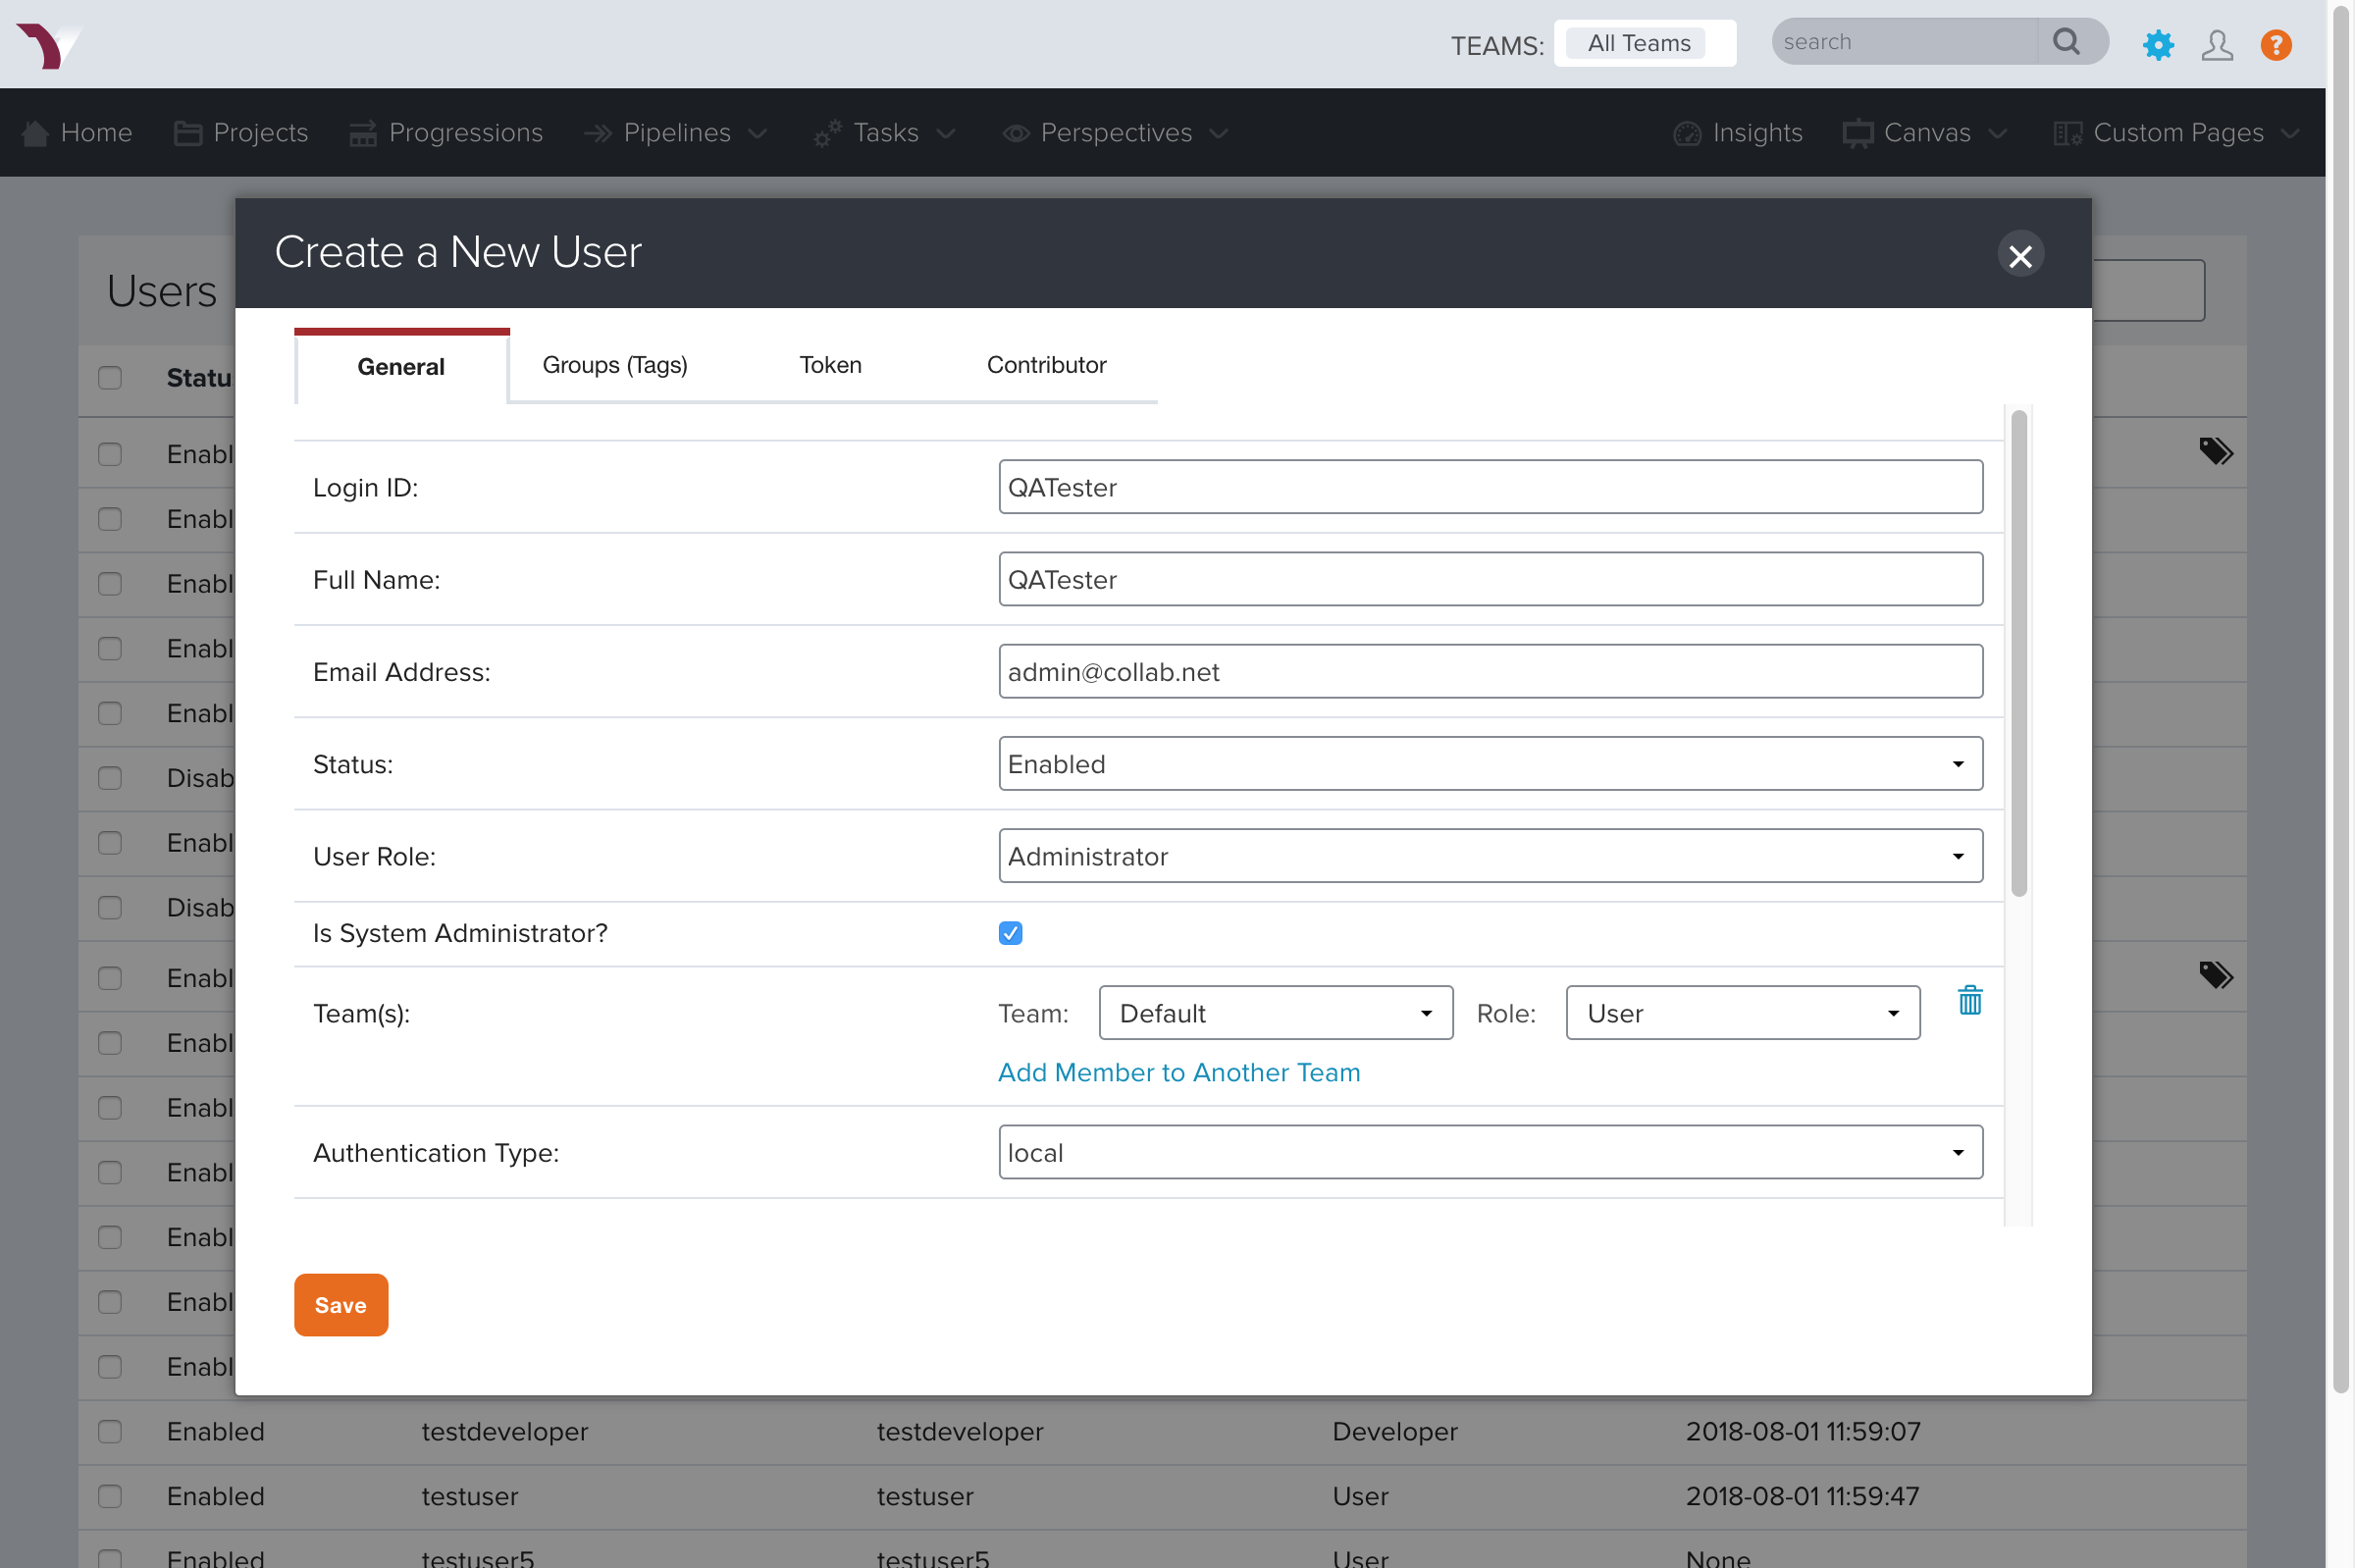 TEAMS: All Teams search ?
Home Projects Progressions Pipelines Tasks Perspectives Insights Canvas Custom Pages
Create a New User
Users
General Groups (Tags) Token Contributor
Statu
Enabl
Login ID: QATester
Enabl
Full Name: QATester
Enabl
Enabl
Email Address: admin@collab.net
Enabl
Status: Enabled
Disab
Enabl
User Role: Administrator
Disab
Is System Administrator?
Enabl
Team(s): Team: Default Role: User
Enabl
Add Member to Another Team
Enabl
Authentication Type: local
Enabl
Enabl
Enabl
Save
Enabl
Enabled testdeveloper testdeveloper Developer 2018-08-01 11:59:07
Enabled testuser testuser User 2018-08-01 11:59:47
Enabled testuser5 testuser5 User None